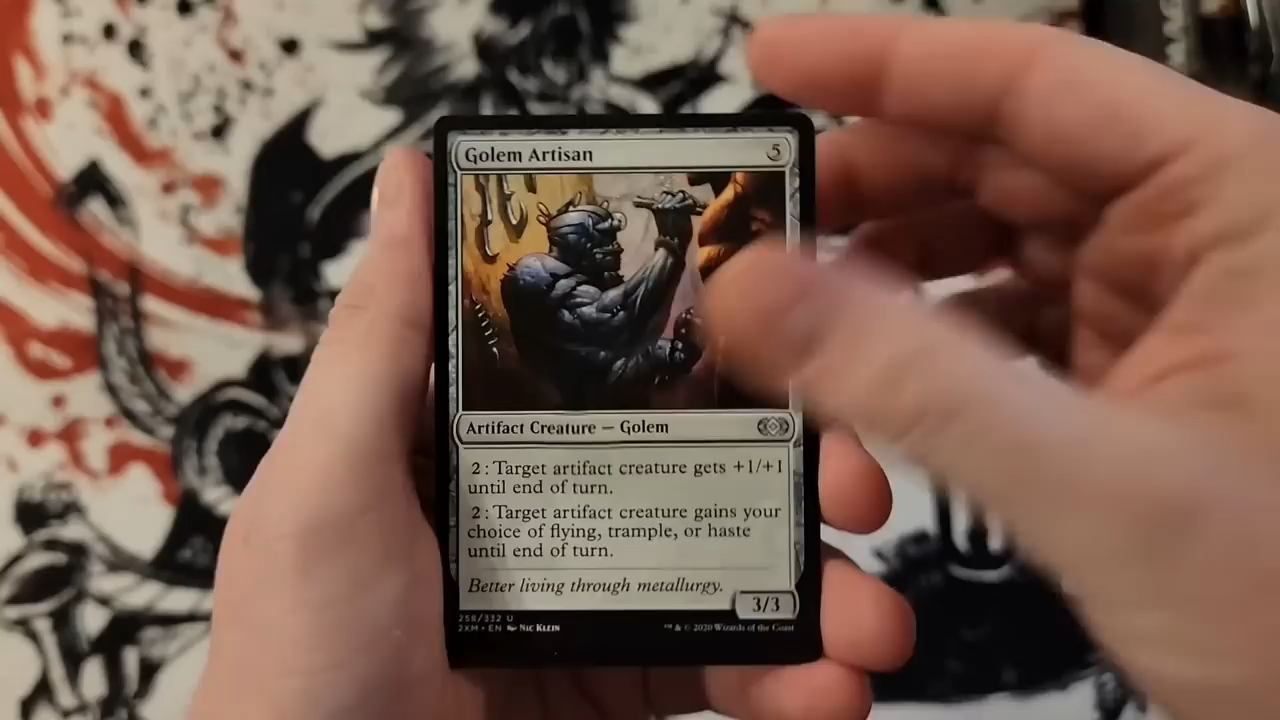 Golem Artisan 5
Artifact Creature — Golem
2: Target artifact creature gets +1/+1
until end of turn.
2: Target artifact creature gains your
choice of flying, trample, or haste
until end of turn.
Better living through metallurgy.
3/3
258/332 U
2XM • EN Nic Klein ™ & © 2020 Wizards of the Coast